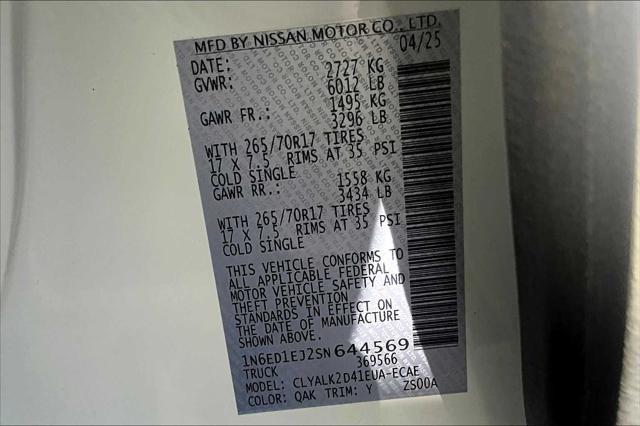 MFD BY NISSAN MOTOR CO., LTD.
DATE: 04/25
GVWR: 2727 KG
6012 LB
GAWR FR.: 1495 KG
3296 LB
WITH 265/70R17 TIRES
17 X 7.5 RIMS AT 35 PSI
COLD SINGLE
GAWR RR.: 1558 KG
3434 LB
WITH 265/70R17 TIRES
17 X 7.5 RIMS AT 35 PSI
COLD SINGLE
THIS VEHICLE CONFORMS TO
ALL APPLICABLE FEDERAL
MOTOR VEHICLE SAFETY AND
THEFT PREVENTION
STANDARDS IN EFFECT ON
THE DATE OF MANUFACTURE
SHOWN ABOVE.
1N6ED1EJ2SN644569
TRUCK 369566
MODEL: CLYALK2D41EUA-ECAE
COLOR: QAK TRIM: Y ZS00A